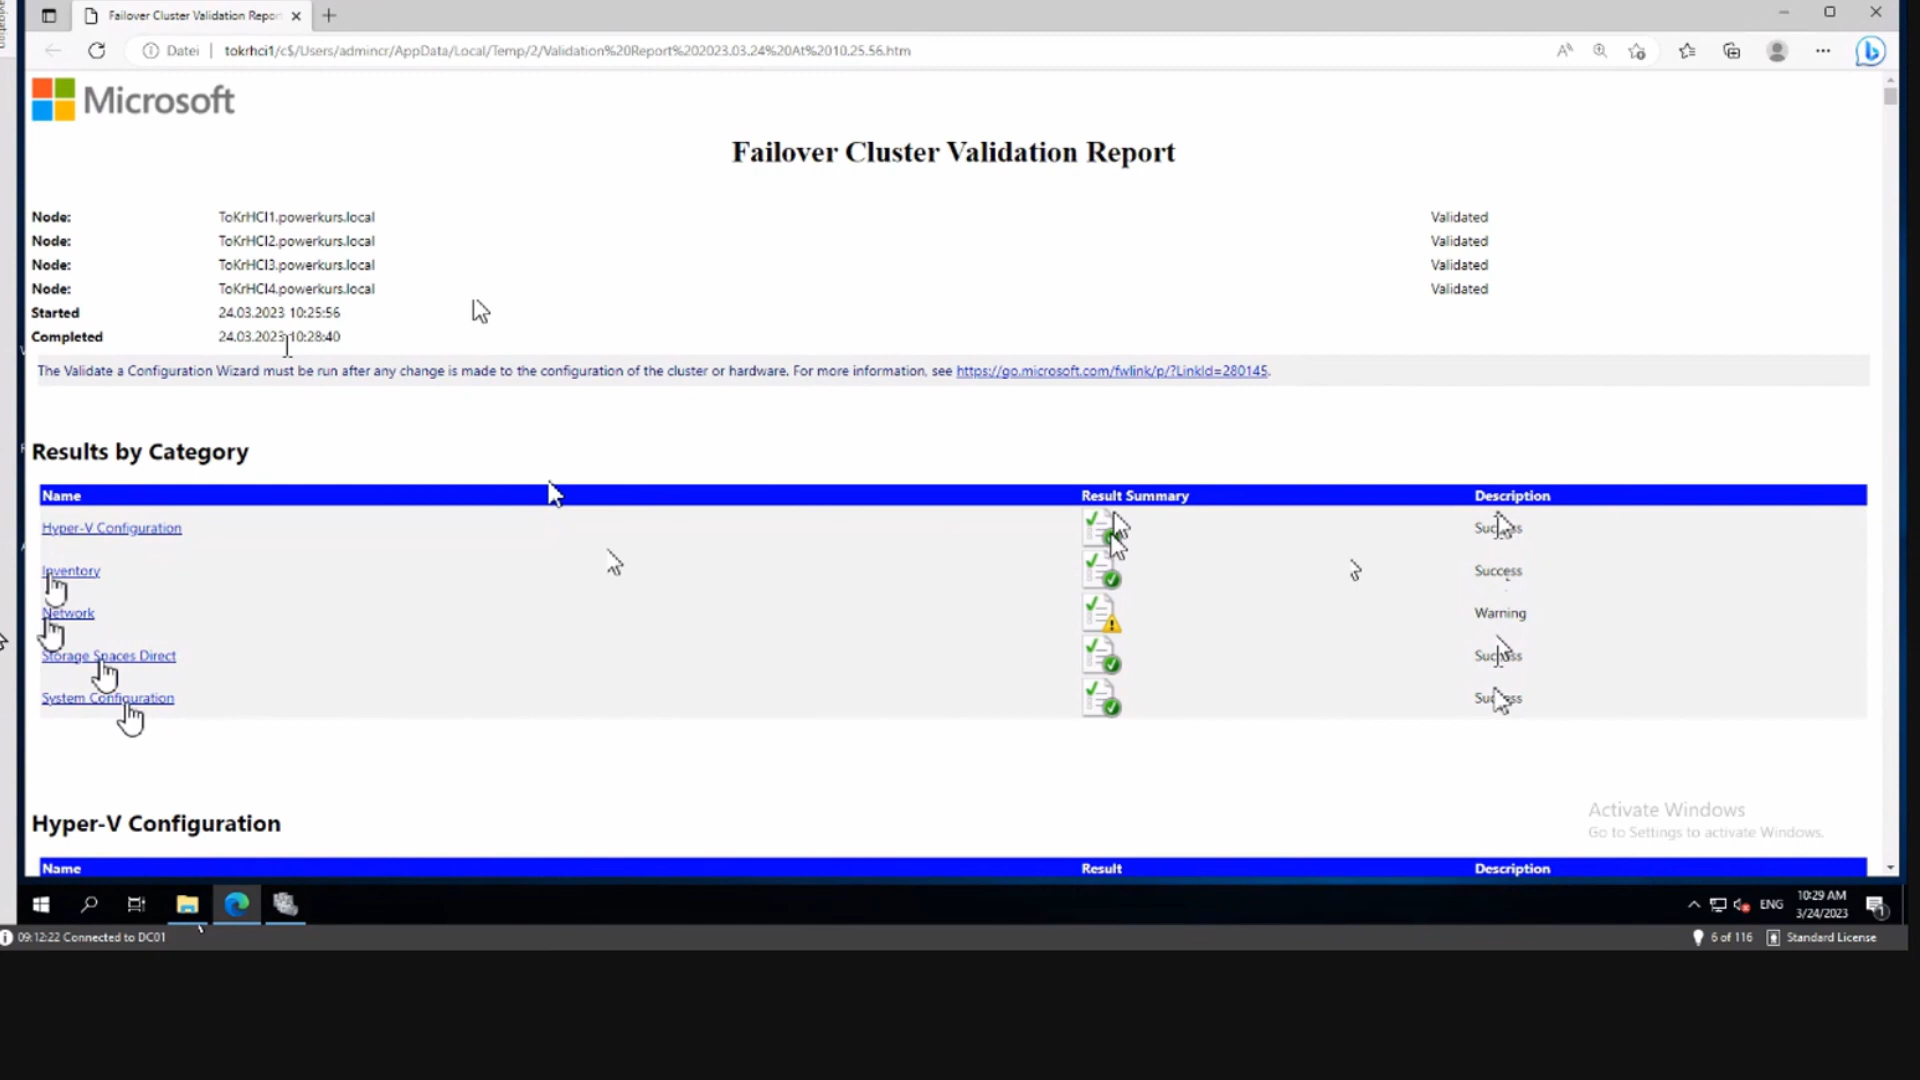 Failover Cluster Validation Repor
Datei | tokrhci1/c$/Users/admincr/AppData/Local/Temp/2/Validation%20Report%202023.03.24%20At%2010.25.56.htm
Microsoft
Failover Cluster Validation Report
Node: ToKrHCI1.powerkurs.local Validated
Node: ToKrHCI2.powerkurs.local Validated
Node: ToKrHCI3.powerkurs.local Validated
Node: ToKrHCI4.powerkurs.local Validated
Started 24.03.2023 10:25:56
Completed 24.03.2023 10:28:40
The Validate a Configuration Wizard must be run after any change is made to the configuration of the cluster or hardware. For more information, see https://go.microsoft.com/fwlink/p/?LinkId=280145.
Results by Category
Name Result Summary Description
Hyper-V Configuration Success
Inventory Success
Network Warning
Storage Spaces Direct Success
System Configuration Success
Activate Windows
Go to Settings to activate Windows.
Hyper-V Configuration
Name Result Description
ENG 10:29 AM
3/24/2023
1
09:12:22 Connected to DC01 6 of 116 Standard License